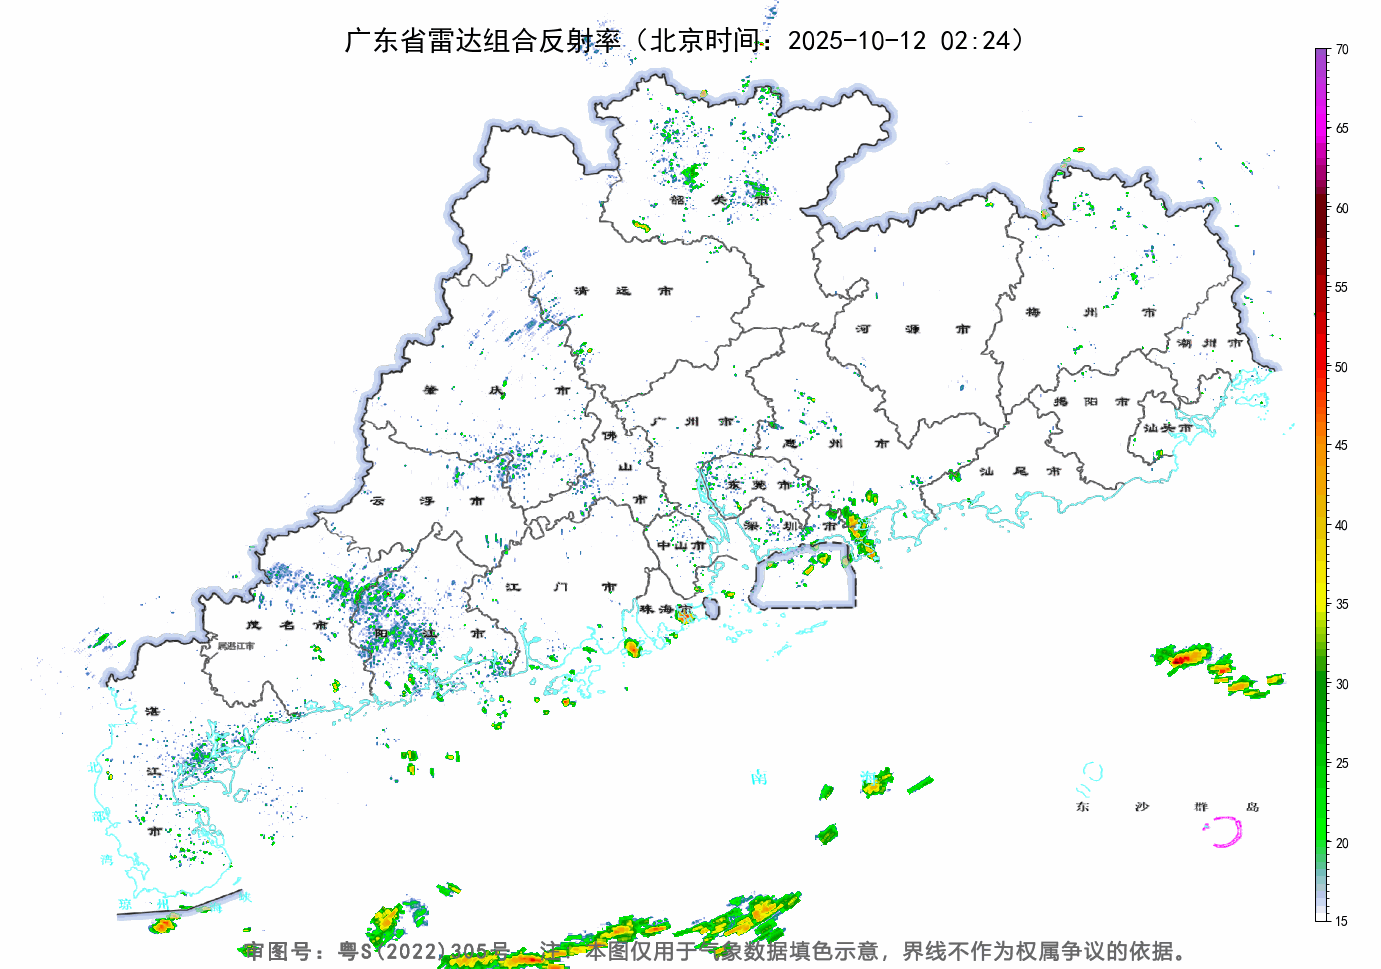 广东省雷达组合反射率（北京时间：2025-10-12 02:24）
70
65
60
55
50
45
40
35
30
25
20
15
韶关市
清远市
河源市
梅州市
潮州市
肇庆市
广州市
佛山市
惠州市
揭阳市
汕头市
汕尾市
云浮市
东莞市
深圳市
中山市
江门市
珠海市
茂名市
阳江市
属湛江市
湛江市
北部湾
南海
东沙群岛
琼州海峡
审图号：粤S(2022)305号 注：本图仅用于气象数据填色示意，界线不作为权属争议的依据。